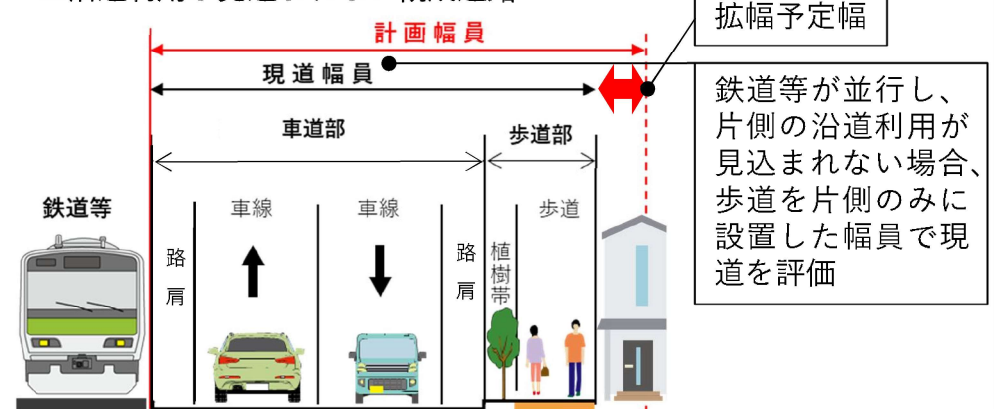 拡幅予定幅
計画幅員
現道幅員
鉄道等が並行し、
片側の沿道利用が
見込まれない場合、
歩道を片側のみに
設置した幅員で現
道を評価
車道部
歩道部
鉄道等
路肩
車線
車線
路肩
植樹帯
歩道